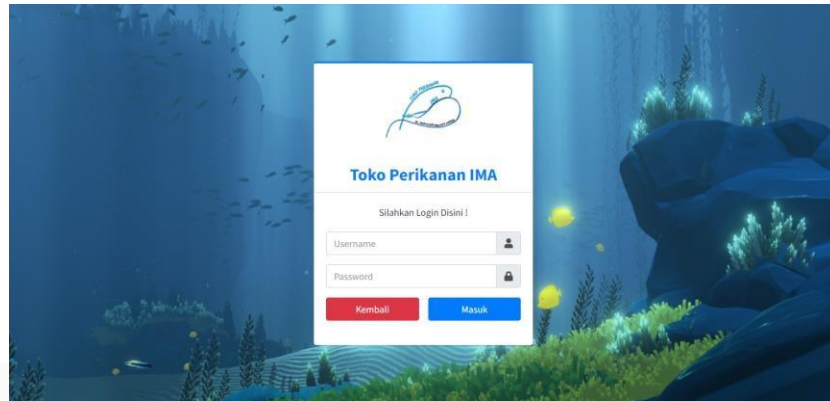 Toko Perikanan IMA
Silahkan Login Disini !
Username
Password
Kembali Masuk